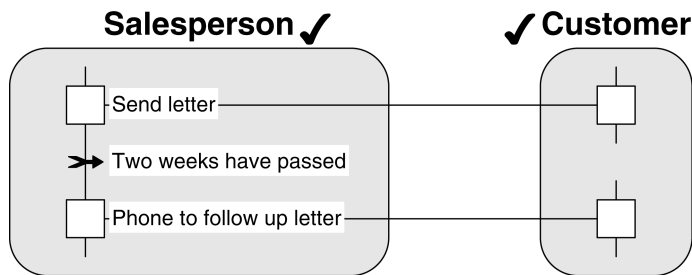 Salesperson
Customer
Send letter
Two weeks have passed
Phone to follow up letter